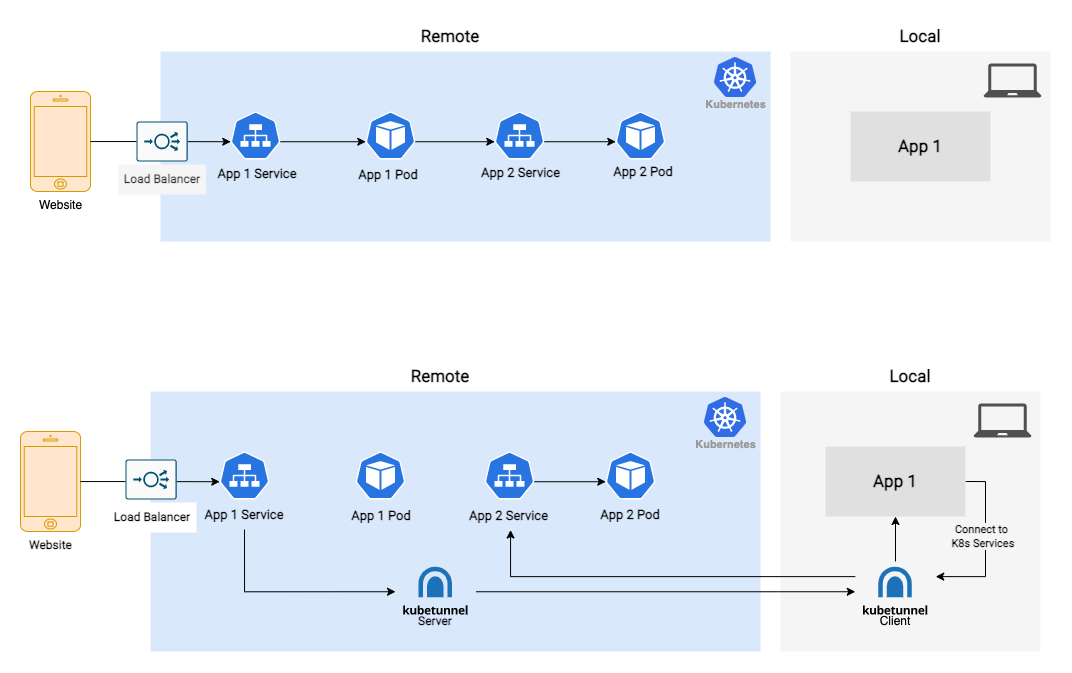 Remote
Local
Kubernetes
App 1
Load Balancer
App 1 Service
App 1 Pod
App 2 Service
App 2 Pod
Website
Remote
Local
Kubernetes
App 1
Load Balancer
App 1 Service
App 1 Pod
App 2 Service
App 2 Pod
Connect to
K8s Services
Website
kubetunnel
Server
kubetunnel
Client